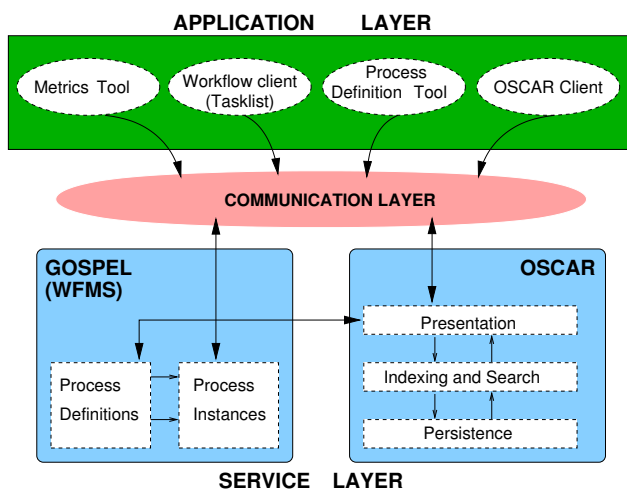 APPLICATION LAYER
Metrics Tool
Workflow client
(Tasklist)
Process
Definition Tool
OSCAR Client
COMMUNICATION LAYER
GOSPEL
(WFMS)
OSCAR
Process
Definitions
Process
Instances
Presentation
Indexing and Search
Persistence
SERVICE LAYER